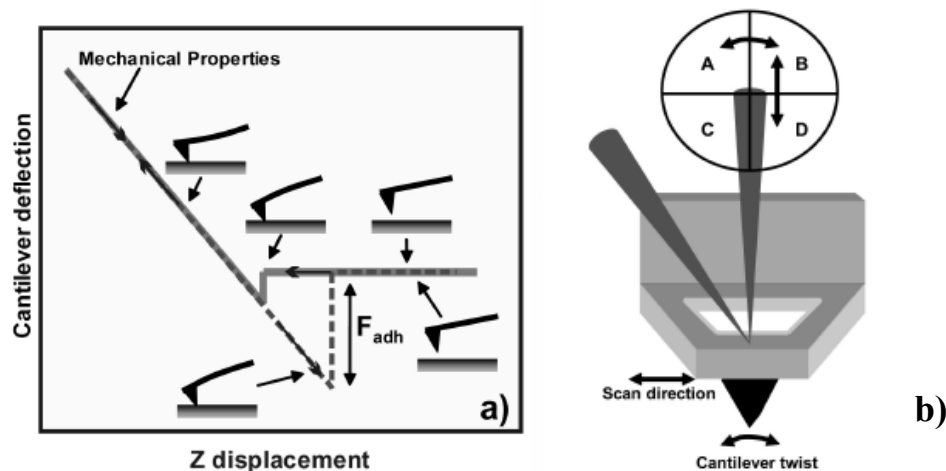 Mechanical Properties
Cantilever deflection
F adh
a)
Z displacement
A B
C D
Scan direction
b)
Cantilever twist